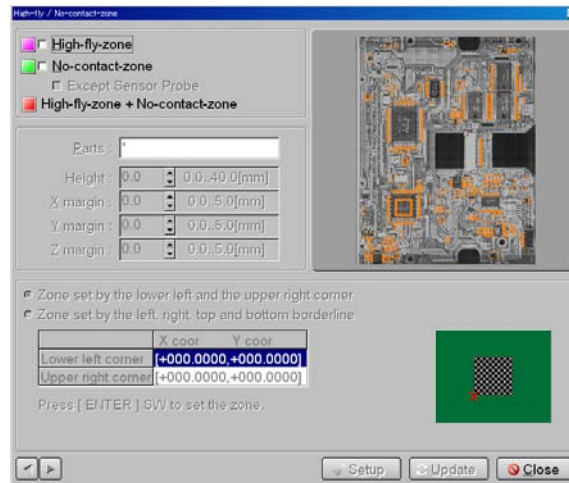 High-fly / No-contact-zone
High-fly-zone
No-contact-zone
Except Sensor Probe
High-fly-zone + No-contact-zone
Parts : *
Height : 0.0 0.0..40.0[mm]
X margin : 0.0 0.0..5.0[mm]
Y margin : 0.0 0.0..5.0[mm]
Z margin : 0.0 0.0..5.0[mm]
Zone set by the lower left and the upper right corner
Zone set by the left, right, top and bottom borderline
X coor Y coor
Lower left corner [+000.0000,+000.0000]
Upper right corner [+000.0000,+000.0000]
Press [ ENTER ] SW to set the zone.
Setup Update Close